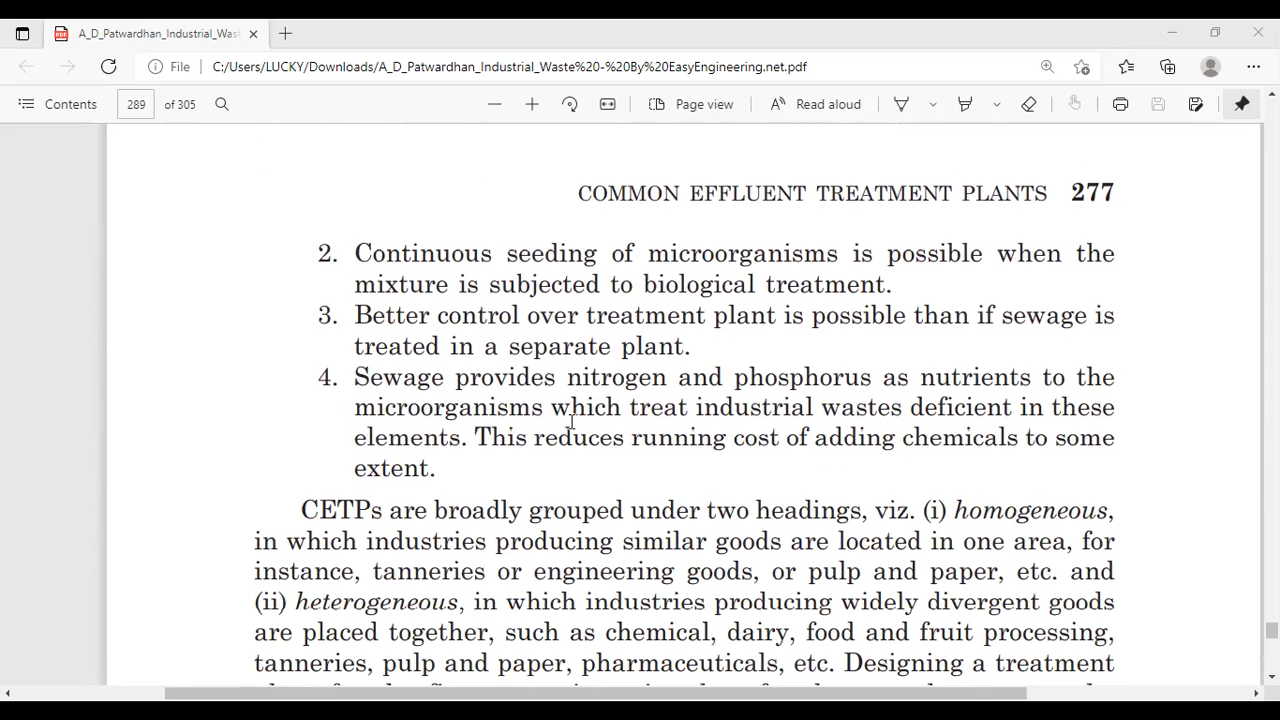 A_D_Patwardhan_Industrial_Wast
File C:/Users/LUCKY/Downloads/A_D_Patwardhan_Industrial_Waste%20-%20By%20EasyEngineering.net.pdf
Contents 289 of 305 Page view Read aloud
COMMON EFFLUENT TREATMENT PLANTS 277
2. Continuous seeding of microorganisms is possible when the
mixture is subjected to biological treatment.
3. Better control over treatment plant is possible than if sewage is
treated in a separate plant.
4. Sewage provides nitrogen and phosphorus as nutrients to the
microorganisms which treat industrial wastes deficient in these
elements. This reduces running cost of adding chemicals to some
extent.
CETPs are broadly grouped under two headings, viz. (i) homogeneous,
in which industries producing similar goods are located in one area, for
instance, tanneries or engineering goods, or pulp and paper, etc. and
(ii) heterogeneous, in which industries producing widely divergent goods
are placed together, such as chemical, dairy, food and fruit processing,
tanneries, pulp and paper, pharmaceuticals, etc. Designing a treatment